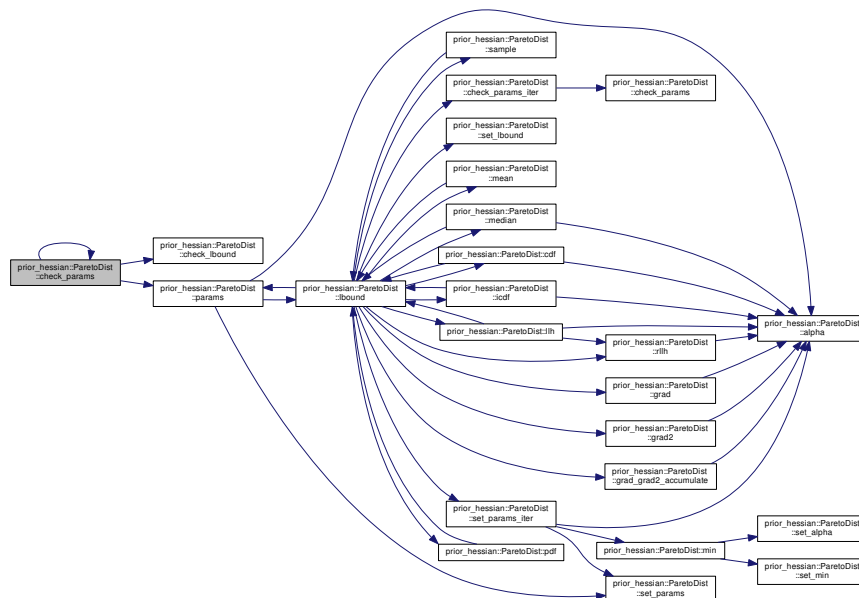 prior_hessian::ParetoDist
::sample
prior_hessian::ParetoDist
::check_params_iter
prior_hessian::ParetoDist
::check_params
prior_hessian::ParetoDist
::set_lbound
prior_hessian::ParetoDist
::mean
prior_hessian::ParetoDist
::median
prior_hessian::ParetoDist
::check_params
prior_hessian::ParetoDist
::check_lbound
prior_hessian::ParetoDist
::params
prior_hessian::ParetoDist
::lbound
prior_hessian::ParetoDist::cdf
prior_hessian::ParetoDist
::icdf
prior_hessian::ParetoDist::llh
prior_hessian::ParetoDist
::rllh
prior_hessian::ParetoDist
::alpha
prior_hessian::ParetoDist
::grad
prior_hessian::ParetoDist
::grad2
prior_hessian::ParetoDist
::grad_grad2_accumulate
prior_hessian::ParetoDist
::set_params_iter
prior_hessian::ParetoDist::pdf
prior_hessian::ParetoDist::min
prior_hessian::ParetoDist
::set_alpha
prior_hessian::ParetoDist
::set_min
prior_hessian::ParetoDist
::set_params